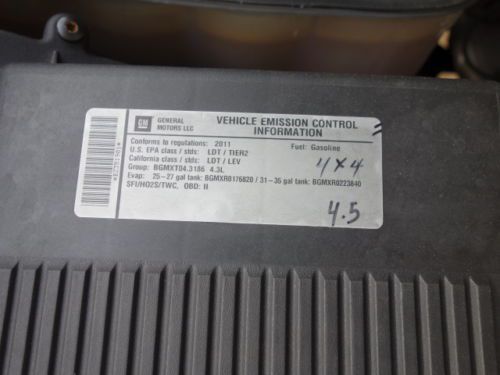 GM
GENERAL MOTORS LLC
VEHICLE EMISSION CONTROL INFORMATION
Conforms to regulations: 2011 Fuel: Gasoline
U.S. EPA class / stds: LDT / TIER2
California class / stds: LDT / LEV
Group: BGMXT04.3186 4.3L
Evap: 25-27 gal tank: BGMXR0176820 / 31-35 gal tank: BGMXR0223840
SFI/HO2S/TWC, OBD: II
4x4
4.5